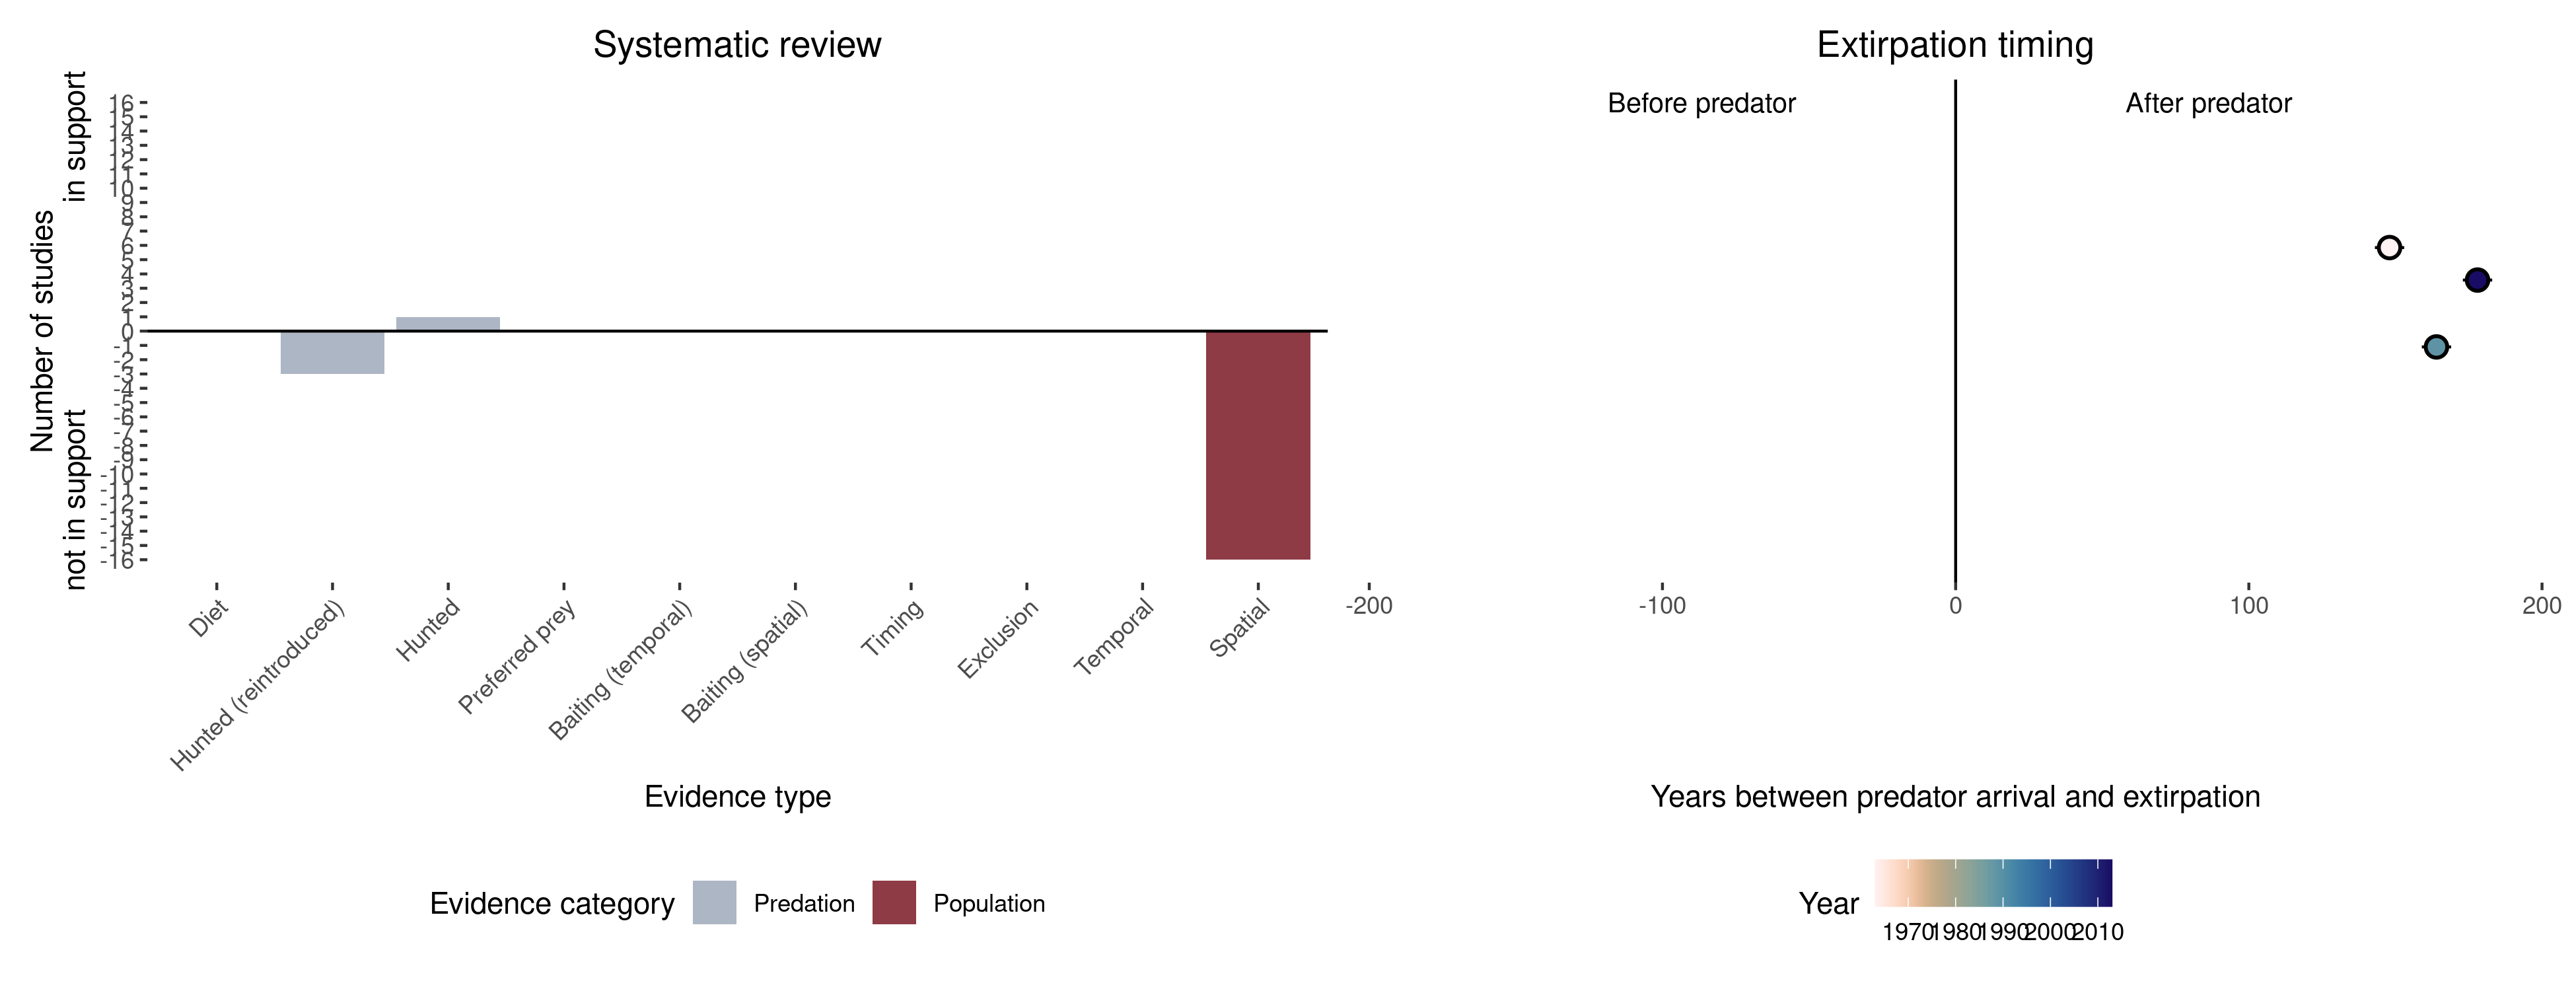 Systematic review
Number of studies
not in support
in support
16
15
14
13
12
11
10
9
8
7
6
5
4
3
2
1
0
-1
-2
-3
-4
-5
-6
-7
-8
-9
-10
-11
-12
-13
-14
-15
-16
Diet
Hunted (reintroduced)
Hunted
Preferred prey
Baiting (temporal)
Baiting (spatial)
Timing
Exclusion
Temporal
Spatial
Evidence type
Evidence category
Predation
Population
Extirpation timing
Before predator
After predator
-200
-100
0
100
200
Years between predator arrival and extirpation
Year
1970
1980
1990
2000
2010